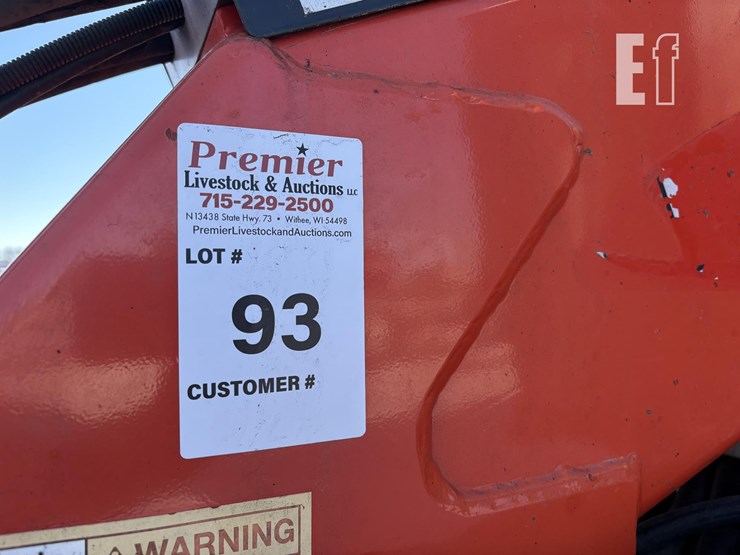 Ef
Premier
Livestock & Auctions LLC
715-229-2500
N13438 State Hwy. 73 • Withee, WI 54498
PremierLivestockandAuctions.com
LOT #
93
CUSTOMER #
WARNING